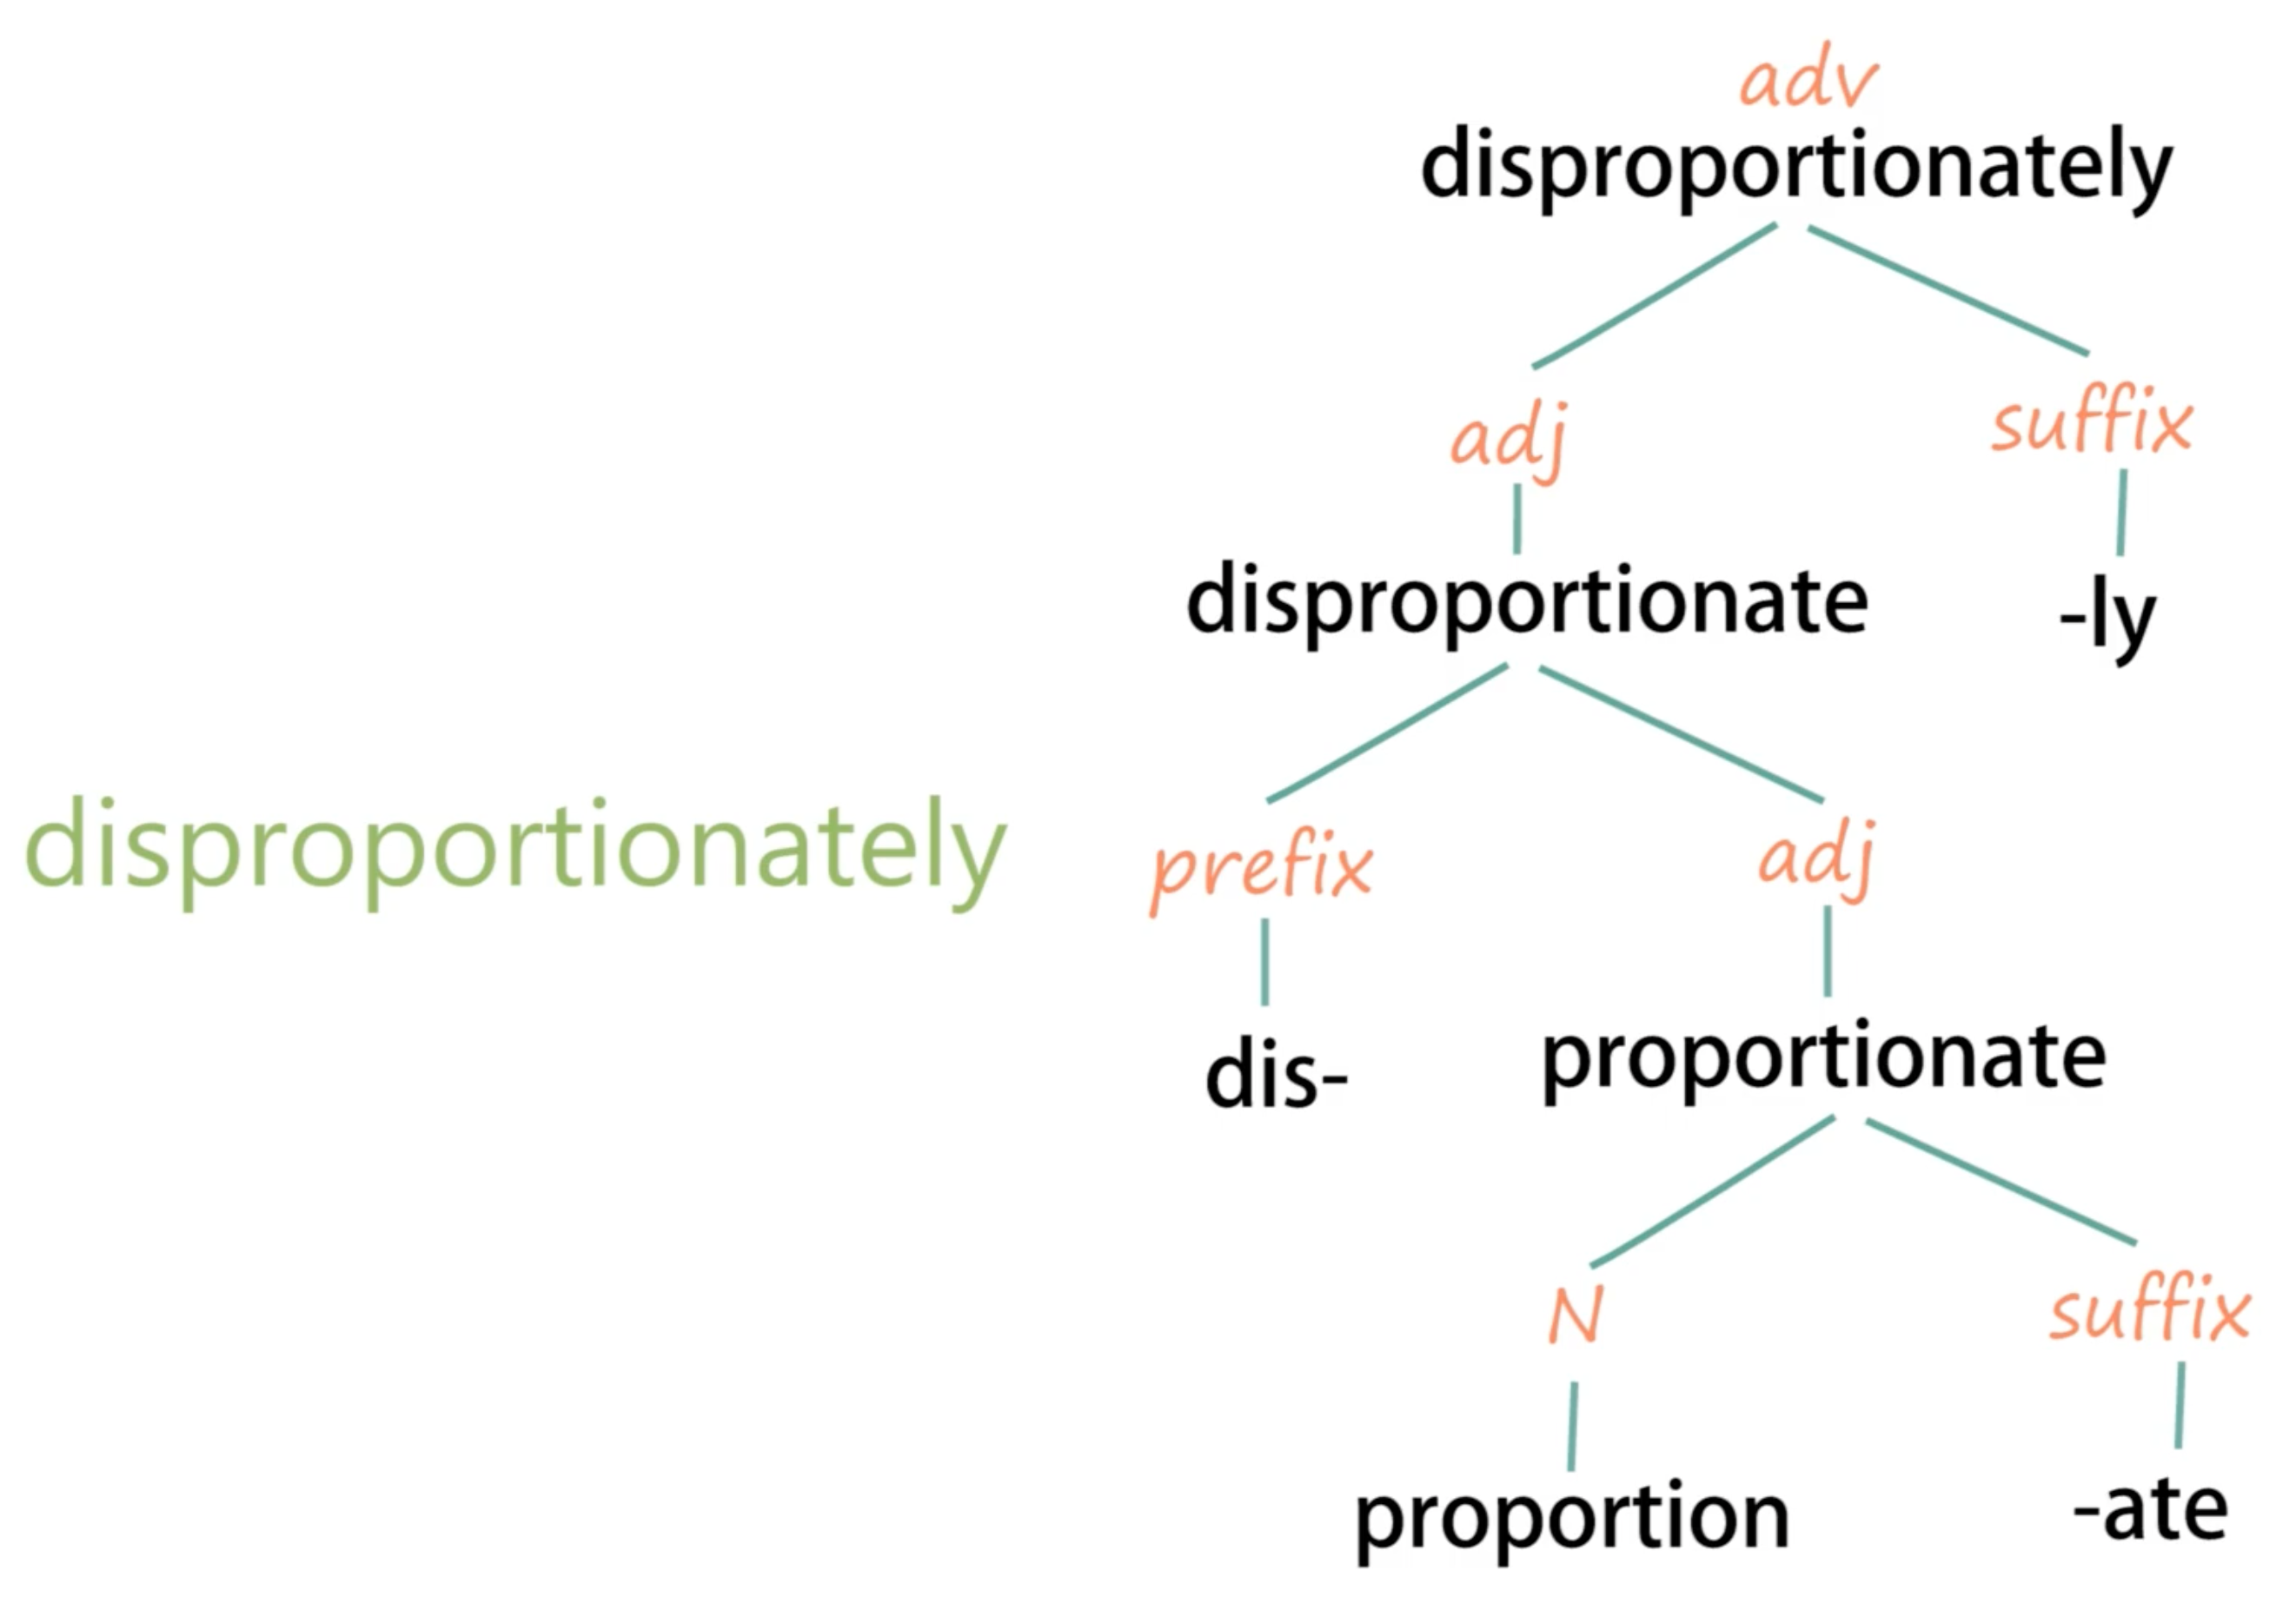 disproportionately
adv
disproportionately
adj
suffix
disproportionate
-ly
prefix
adj
dis-
proportionate
N
suffix
proportion
-ate